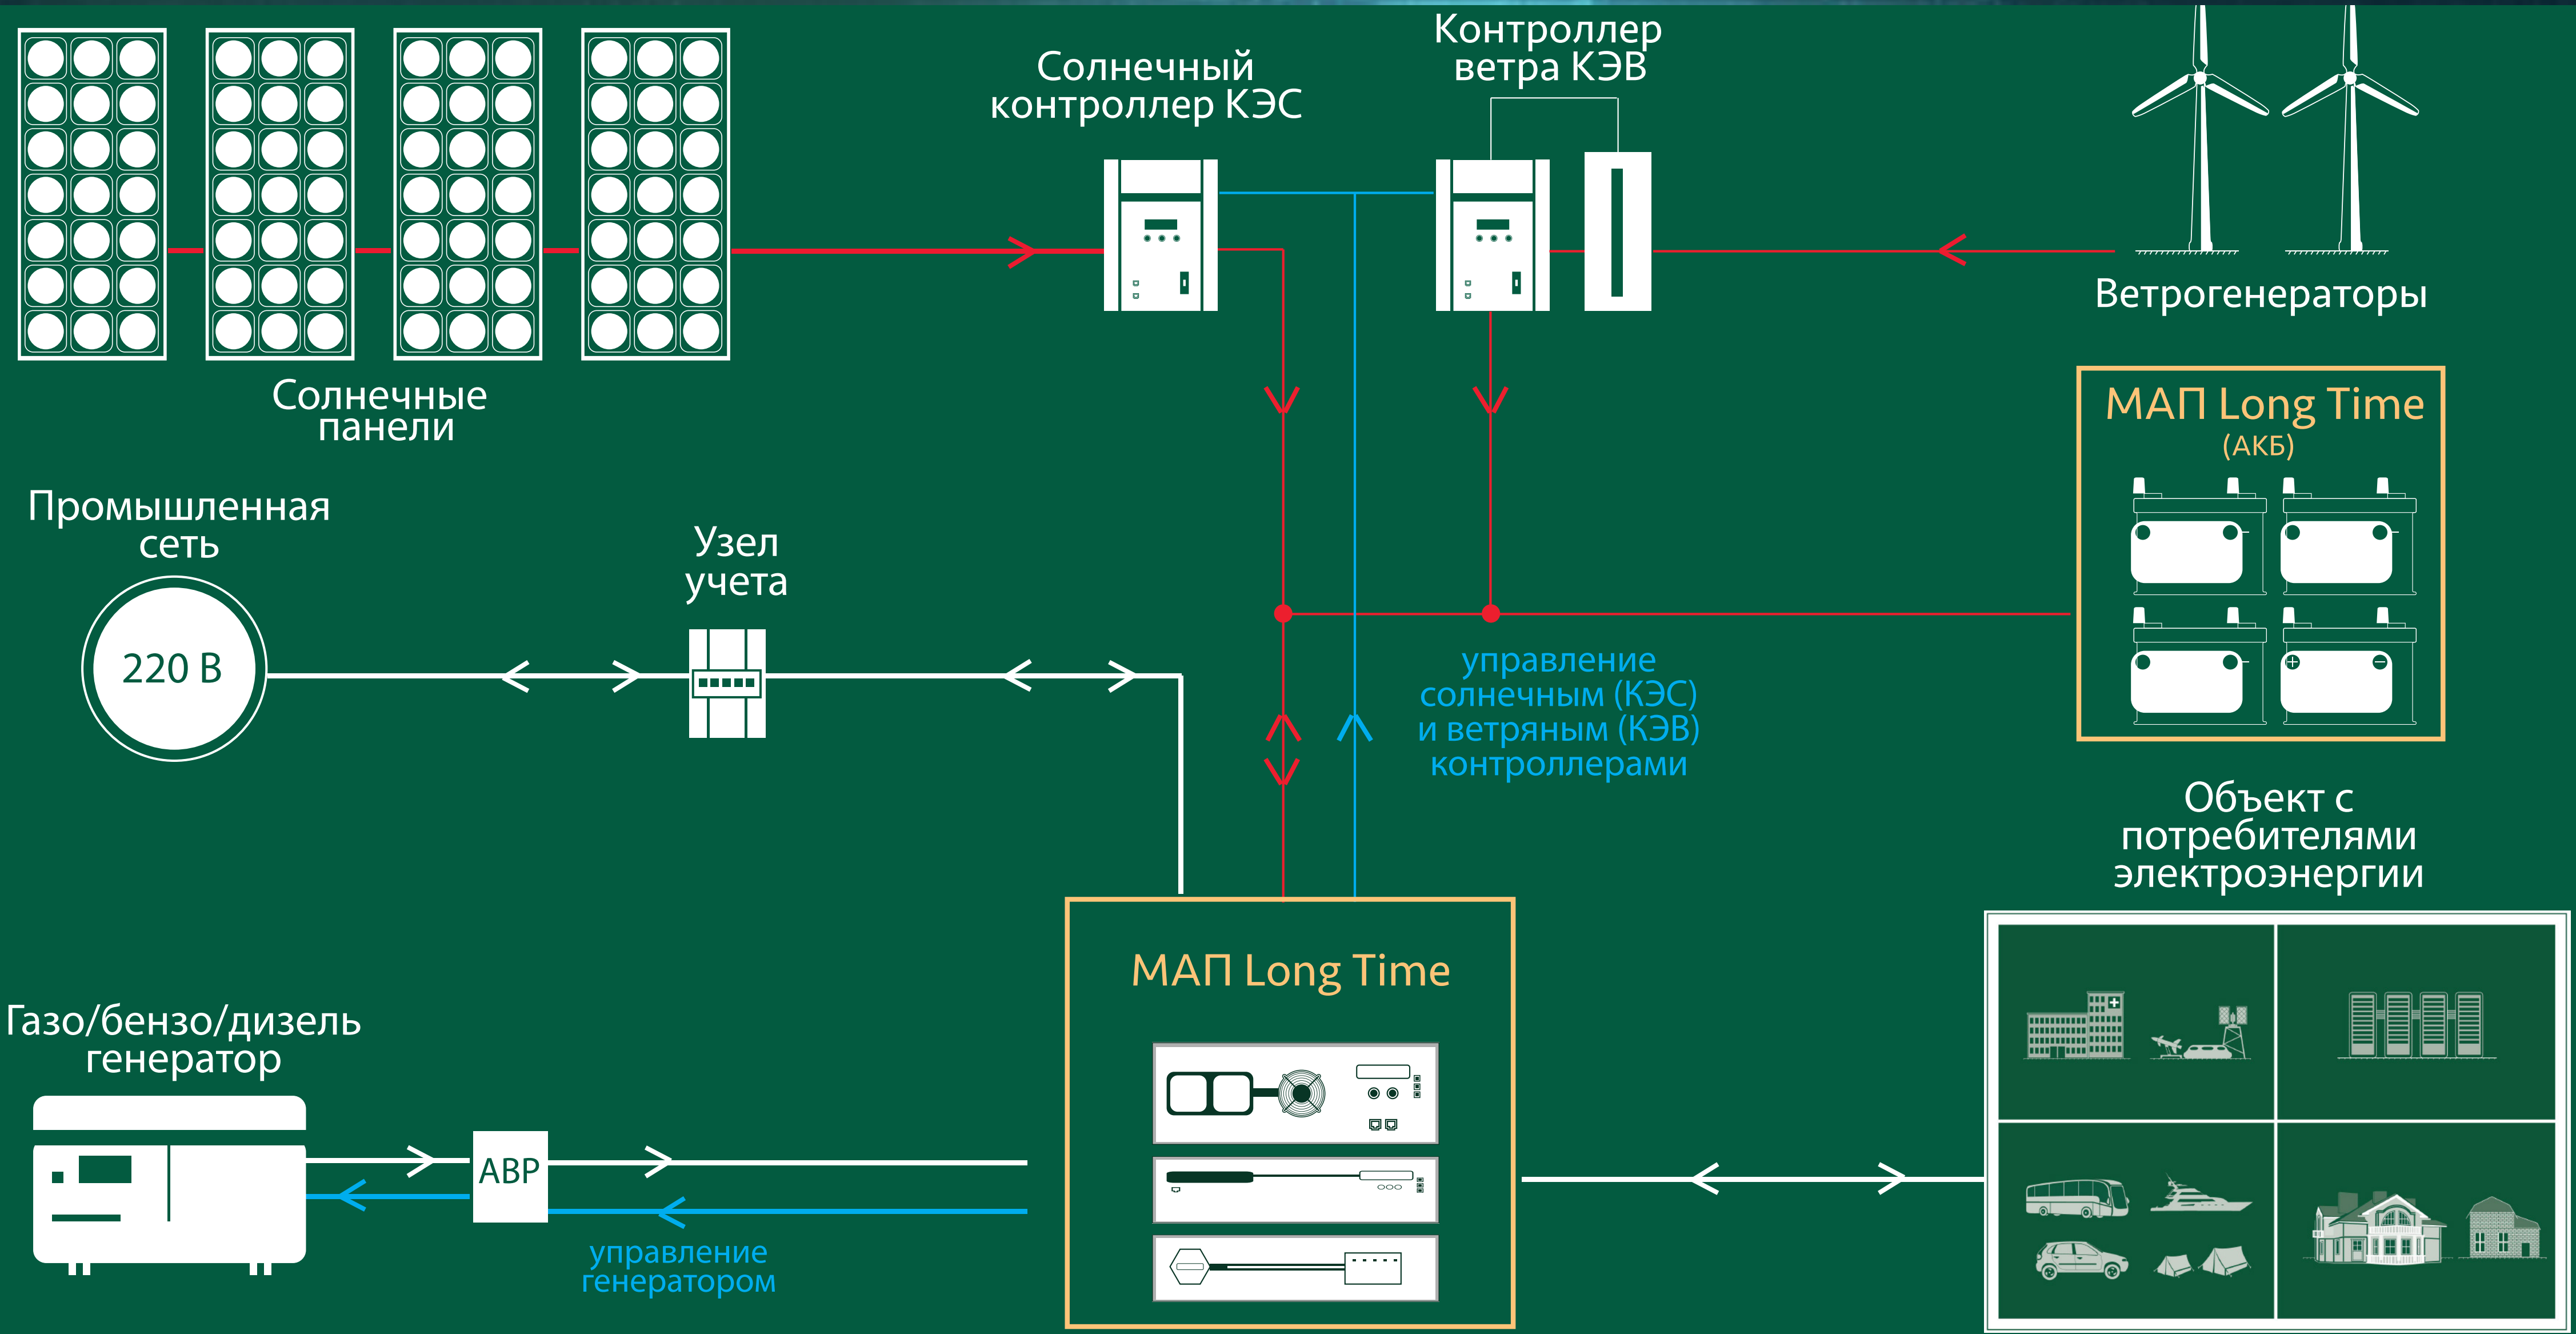 Контроллер
ветра КЭВ
Солнечный
контроллер КЭС
Ветрогенераторы
Солнечные
панели
МАП Long Time
(АКБ)
Промышленная
сеть
220 В
Узел
учета
управление
солнечным (КЭС)
и ветряным (КЭВ)
контроллерами
Объект с
потребителями
электроэнергии
МАП Long Time
Газо/бензо/дизель
генератор
АВР
управление
генератором